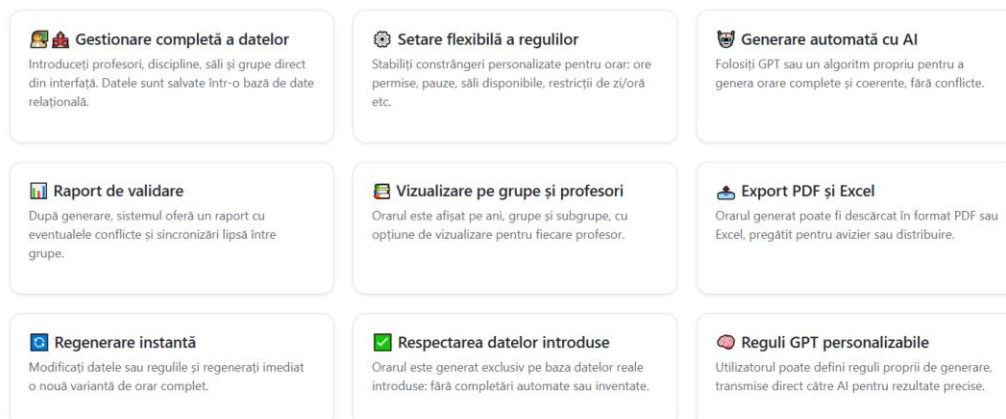 Gestionare completă a datelor
Introduceți profesori, discipline, săli și grupe direct
din interfață. Datele sunt salvate într-o bază de date
relațională.
Setare flexibilă a regulilor
Stabiliți constrângeri personalizate pentru orar: ore
permise, pauze, săli disponibile, restricții de zi/oră
etc.
Generare automată cu AI
Folosiți GPT sau un algoritm propriu pentru a
genera orare complete și coerente, fără conflicte.
Raport de validare
După generare, sistemul oferă un raport cu
eventualele conflicte și sincronizări lipsă între
grupe.
Vizualizare pe grupe și profesori
Orarul este afișat pe ani, grupe și subgrupe, cu
opțiune de vizualizare pentru fiecare profesor.
Export PDF și Excel
Orarul generat poate fi descărcat în format PDF sau
Excel, pregătit pentru avizier sau distribuire.
Regenerare instantă
Modificați datele sau regulile și regenerați imediat
o nouă variantă de orar complet.
Respectarea datelor introduse
Orarul este generat exclusiv pe baza datelor reale
introduse: fără completări automate sau inventate.
Reguli GPT personalizabile
Utilizatorul poate defini reguli proprii de generare,
transmise direct către AI pentru rezultate precise.